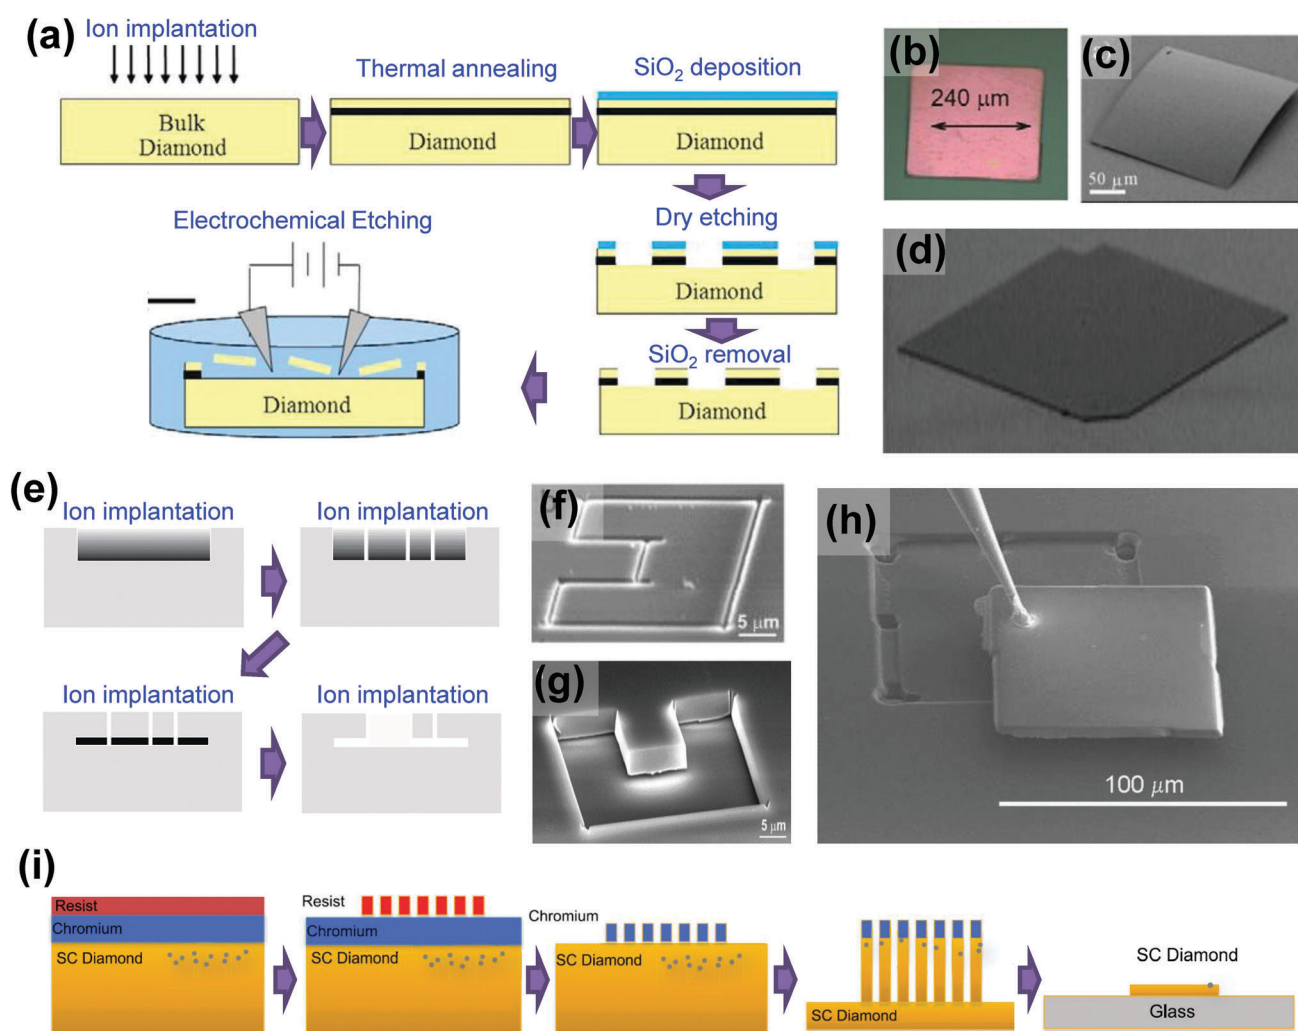 (a)
Ion implantation
Bulk
Diamond
Thermal annealing
Diamond
SiO2 deposition
Diamond
Dry etching
Diamond
SiO2 removal
Diamond
Electrochemical Etching
Diamond
(b)
240 μm
(c)
50 μm
(d)
(e)
Ion implantation
Ion implantation
Ion implantation
Ion implantation
(f)
5 μm
(g)
5 μm
(h)
100 μm
(i)
Resist
Chromium
SC Diamond
Resist
Chromium
SC Diamond
Chromium
SC Diamond
SC Diamond
SC Diamond
Glass